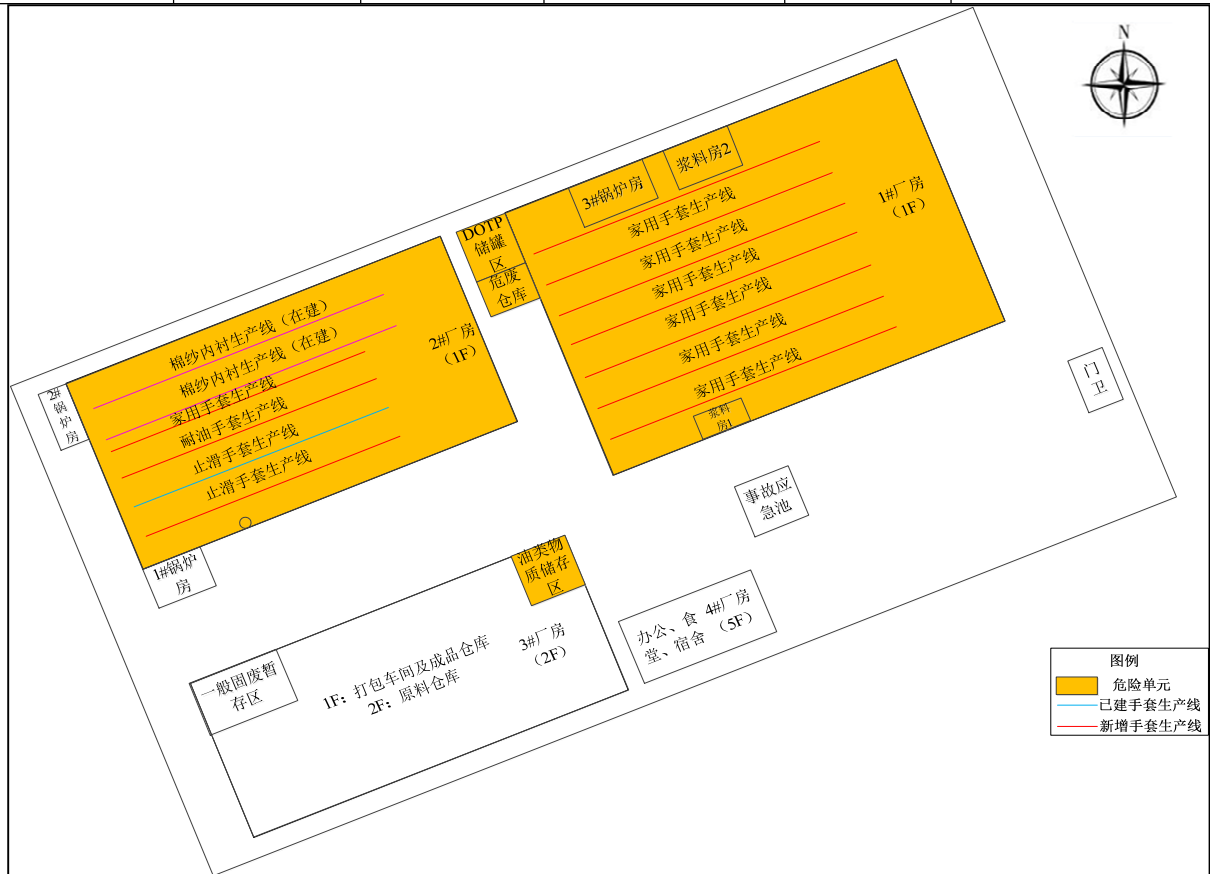 N
浆料房2
3#锅炉房
1#厂房
（1F）
家用手套生产线
家用手套生产线
家用手套生产线
家用手套生产线
家用手套生产线
家用手套生产线
浆料
房1
DOTP
储罐
区
危废
仓库
棉纱内衬生产线（在建）
棉纱内衬生产线（在建）
家用手套生产线
耐油手套生产线
止滑手套生产线
止滑手套生产线
2#厂房
（1F）
2#
锅
炉
房
1#锅炉
房
门
卫
事故应
急池
油类物
质储存
区
办公、食
堂、宿舍
4#厂房
（5F）
3#厂房
（2F）
1F：打包车间及成品仓库
2F：原料仓库
一般固废暂
存区
图例
危险单元
已建手套生产线
新增手套生产线